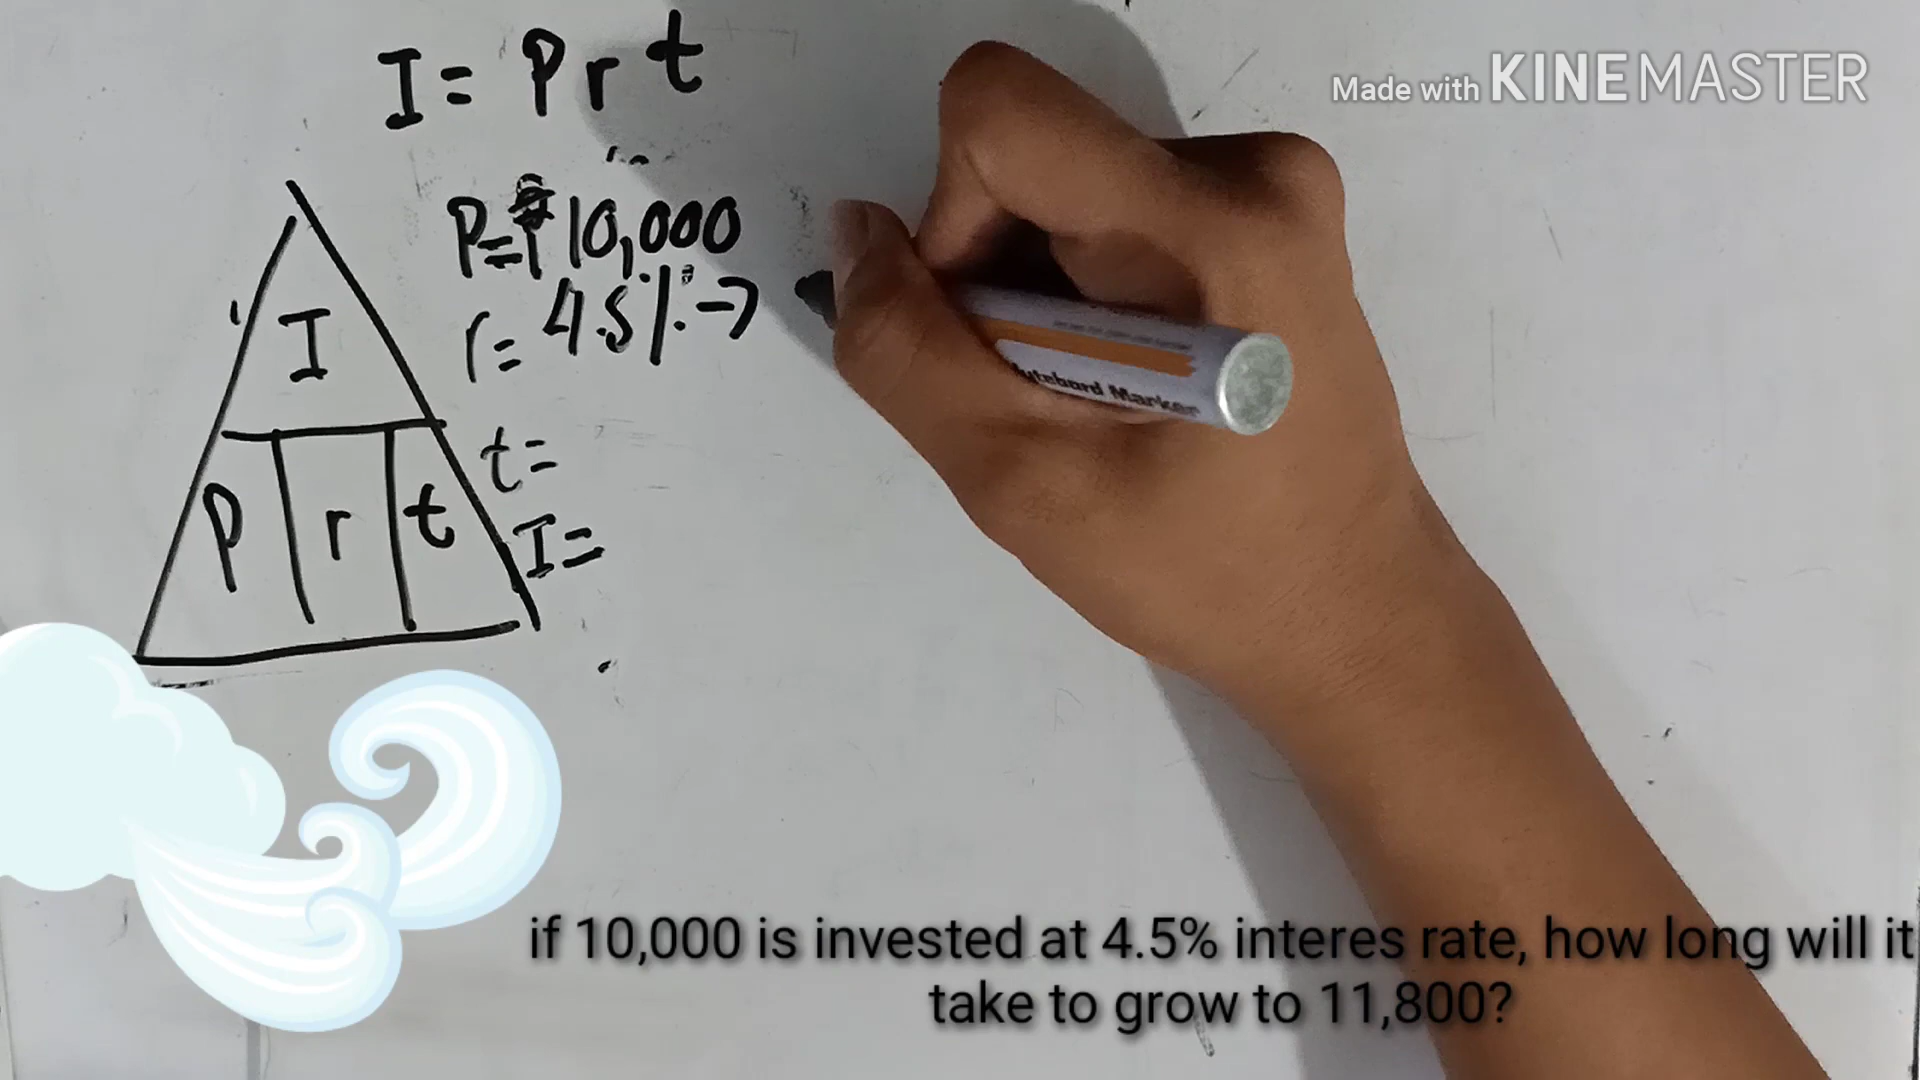 I = P r t
Made with KINEMASTER
P = ₱ 10,000
r = 4.5% →
t =
I =
I
P r t
Marker
if 10,000 is invested at 4.5% interes rate, how long will it
take to grow to 11,800?